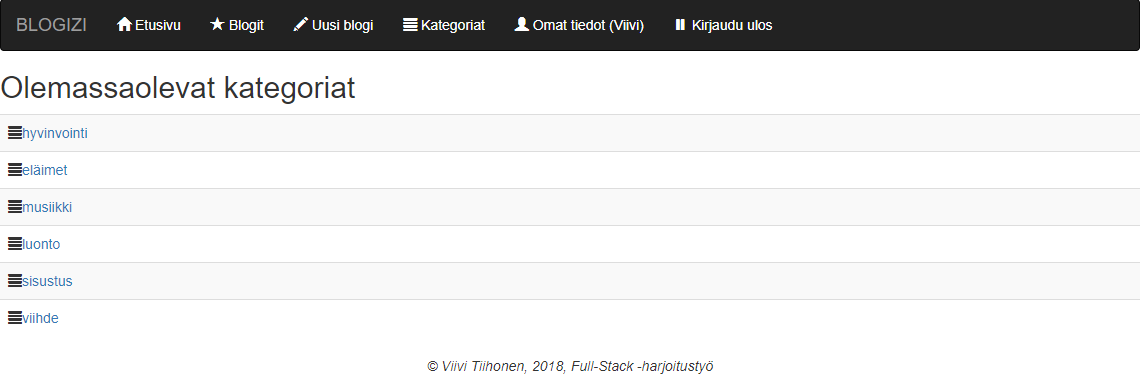 BLOGIZI Etusivu Blogit Uusi blogi Kategoriat Omat tiedot (Viivi) Kirjaudu ulos
Olemassaolevat kategoriat
hyvinvointi
eläimet
musiikki
luonto
sisustus
viihde
© Viivi Tiihonen, 2018, Full-Stack -harjoitustyö